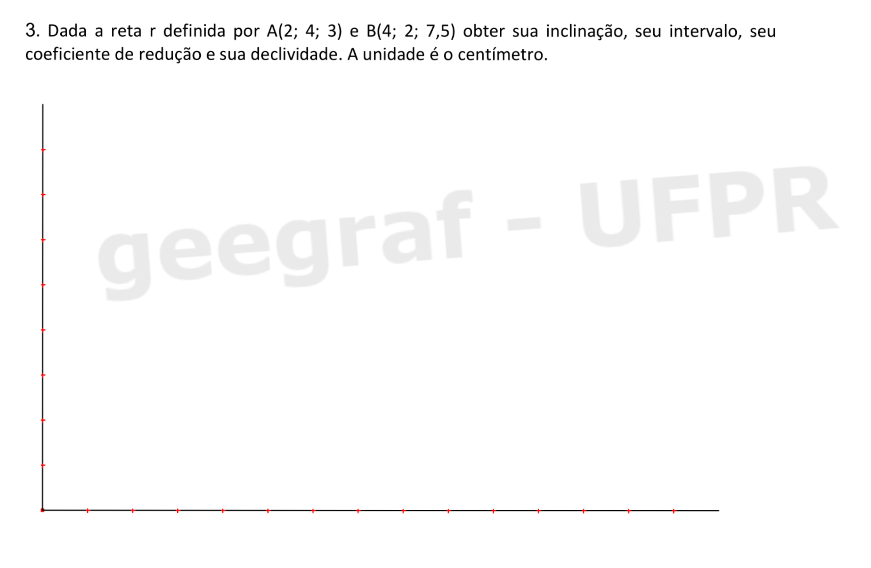 3. Dada a reta r definida por A(2; 4; 3) e B(4; 2; 7,5) obter sua inclinação, seu intervalo, seu
coeficiente de redução e sua declividade. A unidade é o centímetro.
geegraf - UFPR